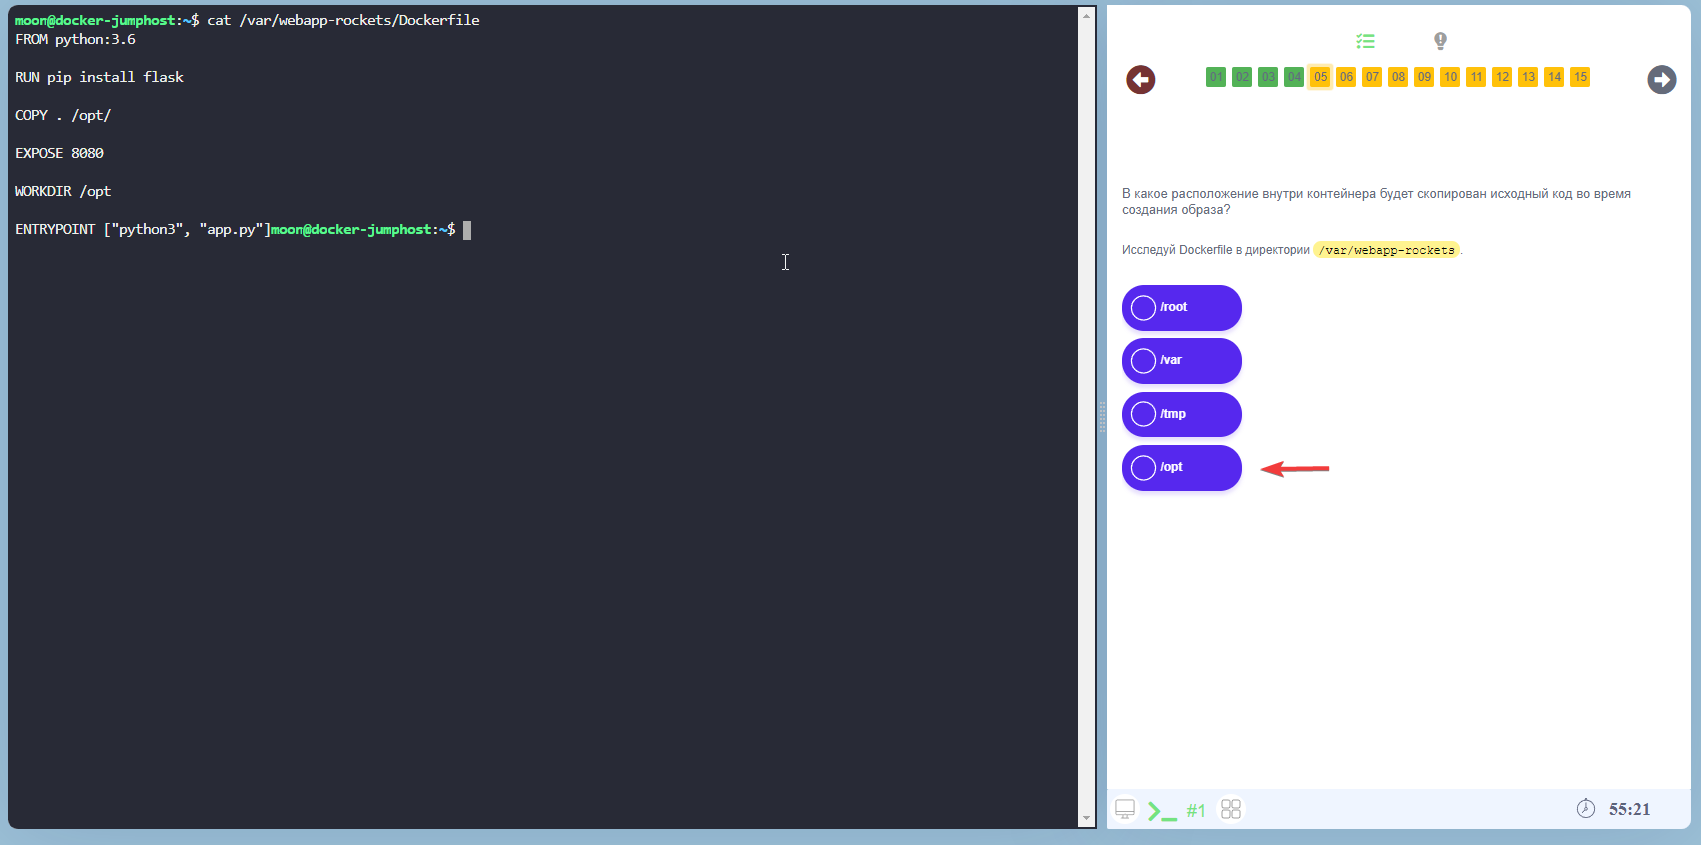 moon@docker-jumphost:~$ cat /var/webapp-rockets/Dockerfile
FROM python:3.6
RUN pip install flask
COPY . /opt/
EXPOSE 8080
WORKDIR /opt
ENTRYPOINT ["python3", "app.py"]moon@docker-jumphost:~$
01 02 03 04 05 06 07 08 09 10 11 12 13 14 15
В какое расположение внутри контейнера будет скопирован исходный код во время
создания образа?
Исследуй Dockerfile в директории /var/webapp-rockets.
/root
/var
/tmp
/opt
#1
55:21